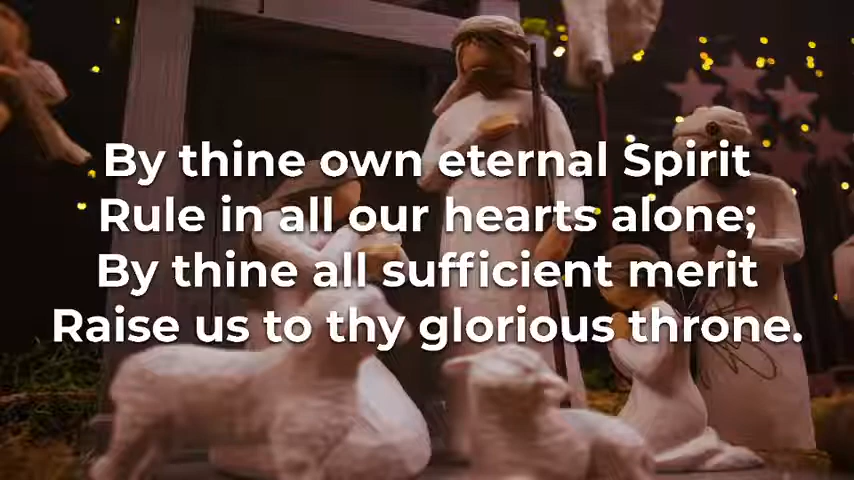 By thine own eternal Spirit
Rule in all our hearts alone;
By thine all sufficient merit
Raise us to thy glorious throne.